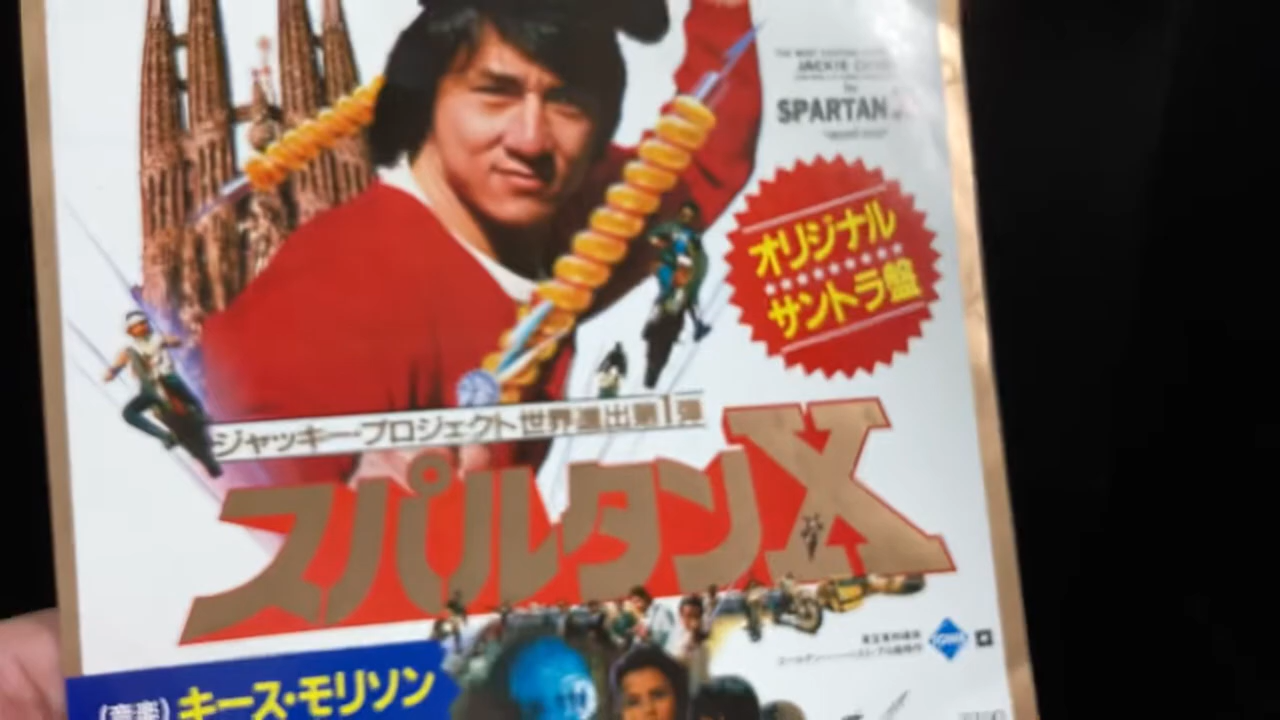 JACKIE
SPARTAN X
オリジナル
サントラ盤
ジャッキー・プロジェクト世界進出第1弾
スパルタンX
TOWA
(音楽)キース・モリソン